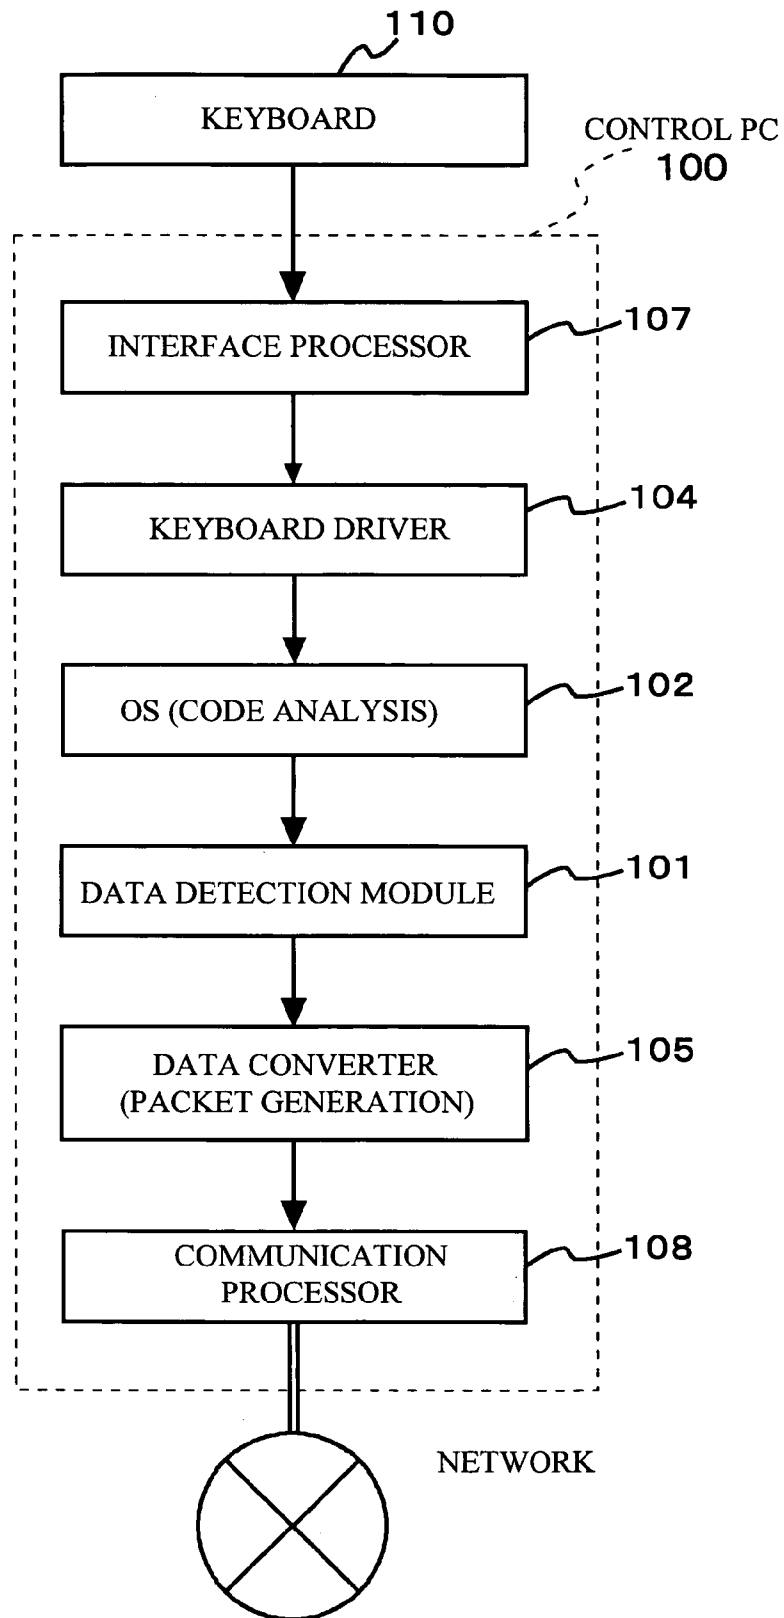 110
KEYBOARD
CONTROL PC
100
INTERFACE PROCESSOR
107
KEYBOARD DRIVER
104
OS (CODE ANALYSIS)
102
DATA DETECTION MODULE
101
DATA CONVERTER
(PACKET GENERATION)
105
COMMUNICATION
PROCESSOR
108
NETWORK